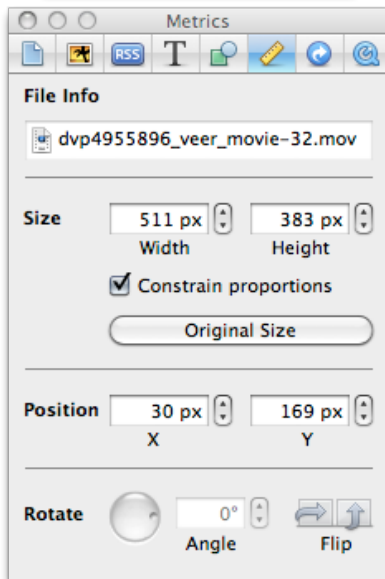 Metrics
RSS T
File Info
dvp4955896_veer_movie-32.mov
Size 511 px 383 px
Width Height
Constrain proportions
Original Size
Position 30 px 169 px
X Y
Rotate 0°
Angle Flip